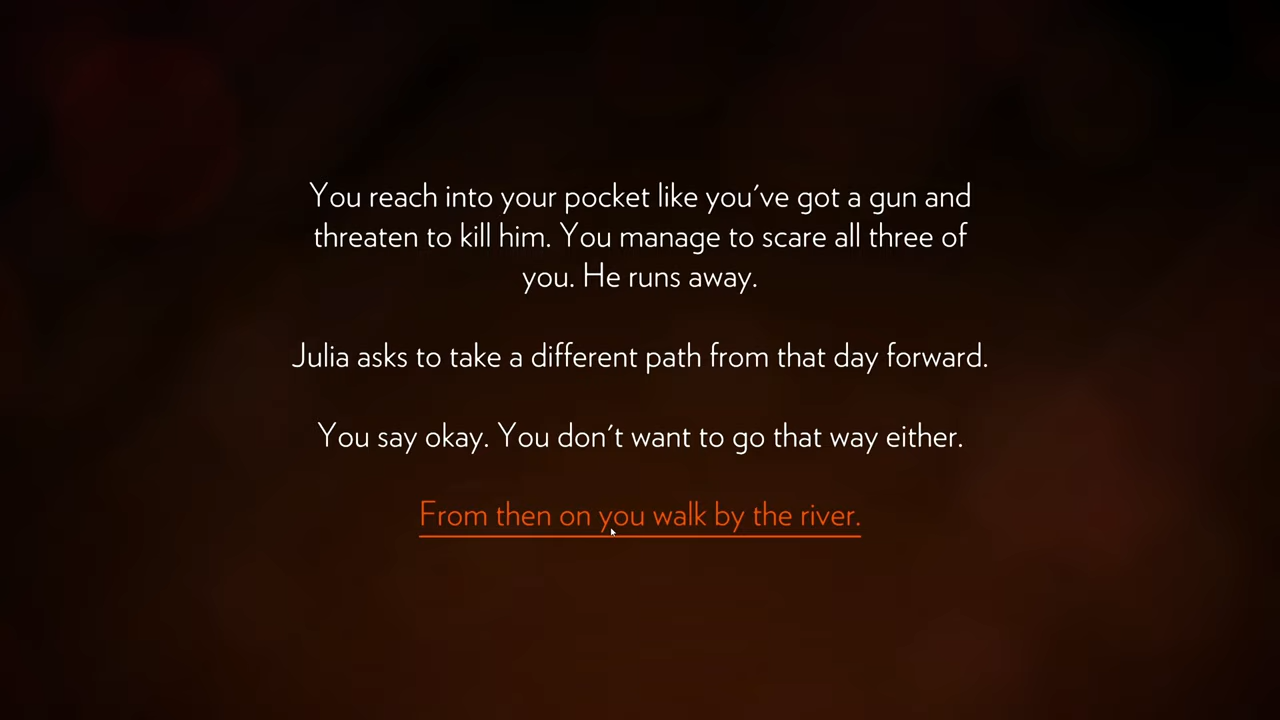 You reach into your pocket like you've got a gun and
threaten to kill him. You manage to scare all three of
you. He runs away.
Julia asks to take a different path from that day forward.
You say okay. You don't want to go that way either.
From then on you walk by the river.